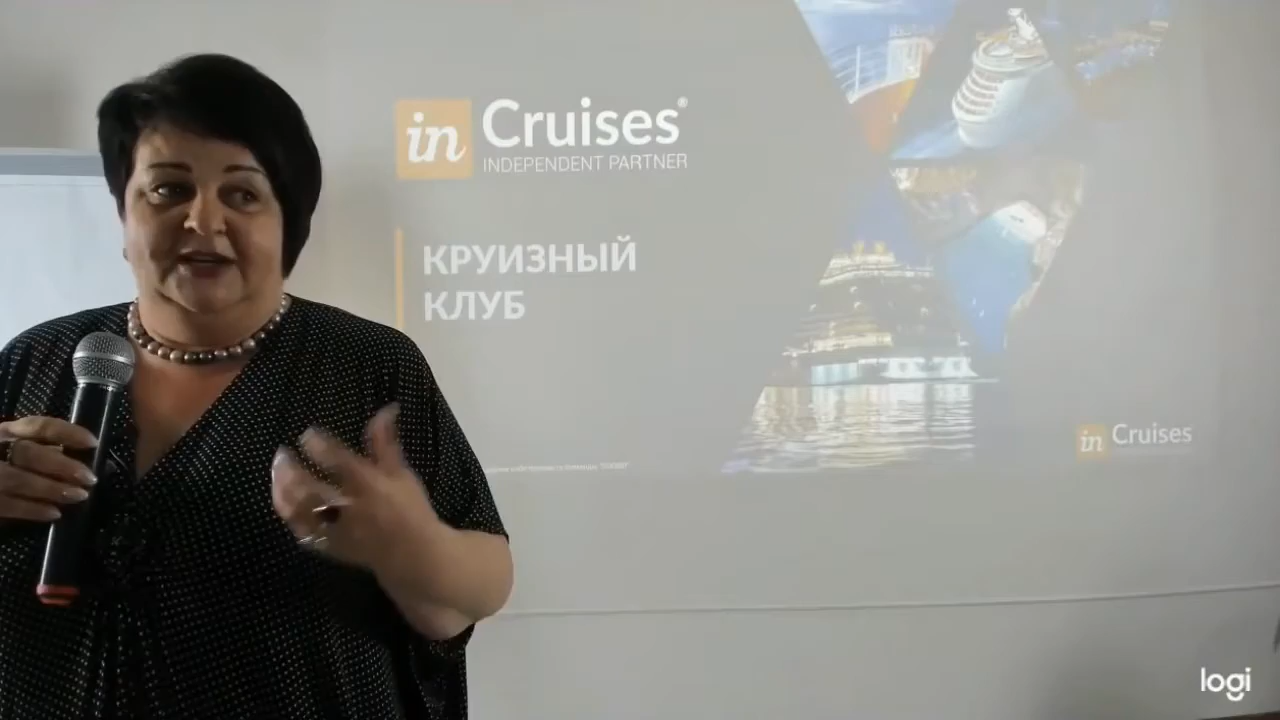 in Cruises®
INDEPENDENT PARTNER
КРУИЗНЫЙ
КЛУБ
in Cruises
logi